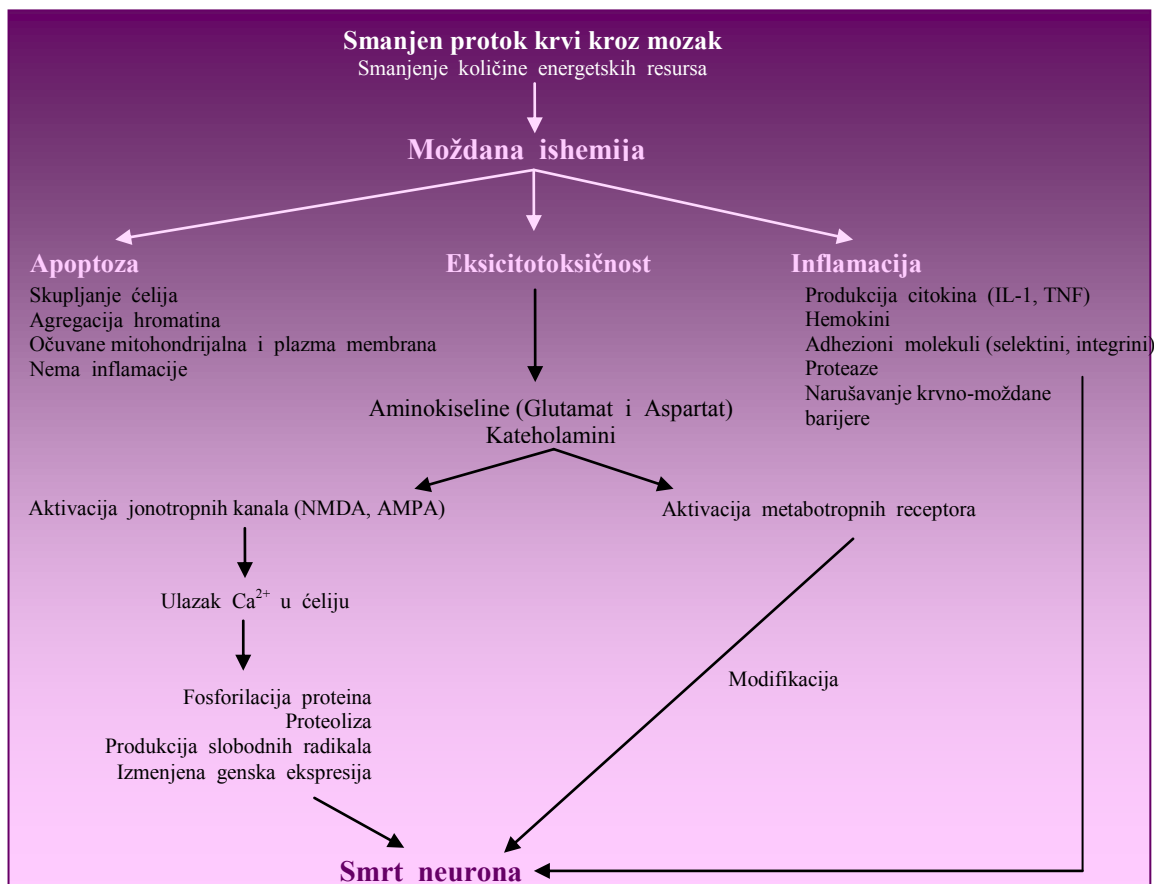 Smanjen protok krvi kroz mozak
Smanjenje količine energetskih resursa
Moždana ishemija
Apoptoza
Skupljanje ćelija
Agregacija hromatina
Očuvane mitohondrijalna i plazma membrana
Nema inflamacije
Eksicitotoksičnost
Inflamacija
Produkcija citokina (IL-1, TNF)
Hemokini
Adhezioni molekuli (selektini, integrini)
Proteaze
Narušavanje krvno-moždane
barijere
Aminokiseline (Glutamat i Aspartat)
Kateholamini
Aktivacija jonotropnih kanala (NMDA, AMPA)
Aktivacija metabotropnih receptora
Ulazak Ca²⁺ u ćeliju
Modifikacija
Fosforilacija proteina
Proteoliza
Produkcija slobodnih radikala
Izmenjena genska ekspresija
Smrt neurona